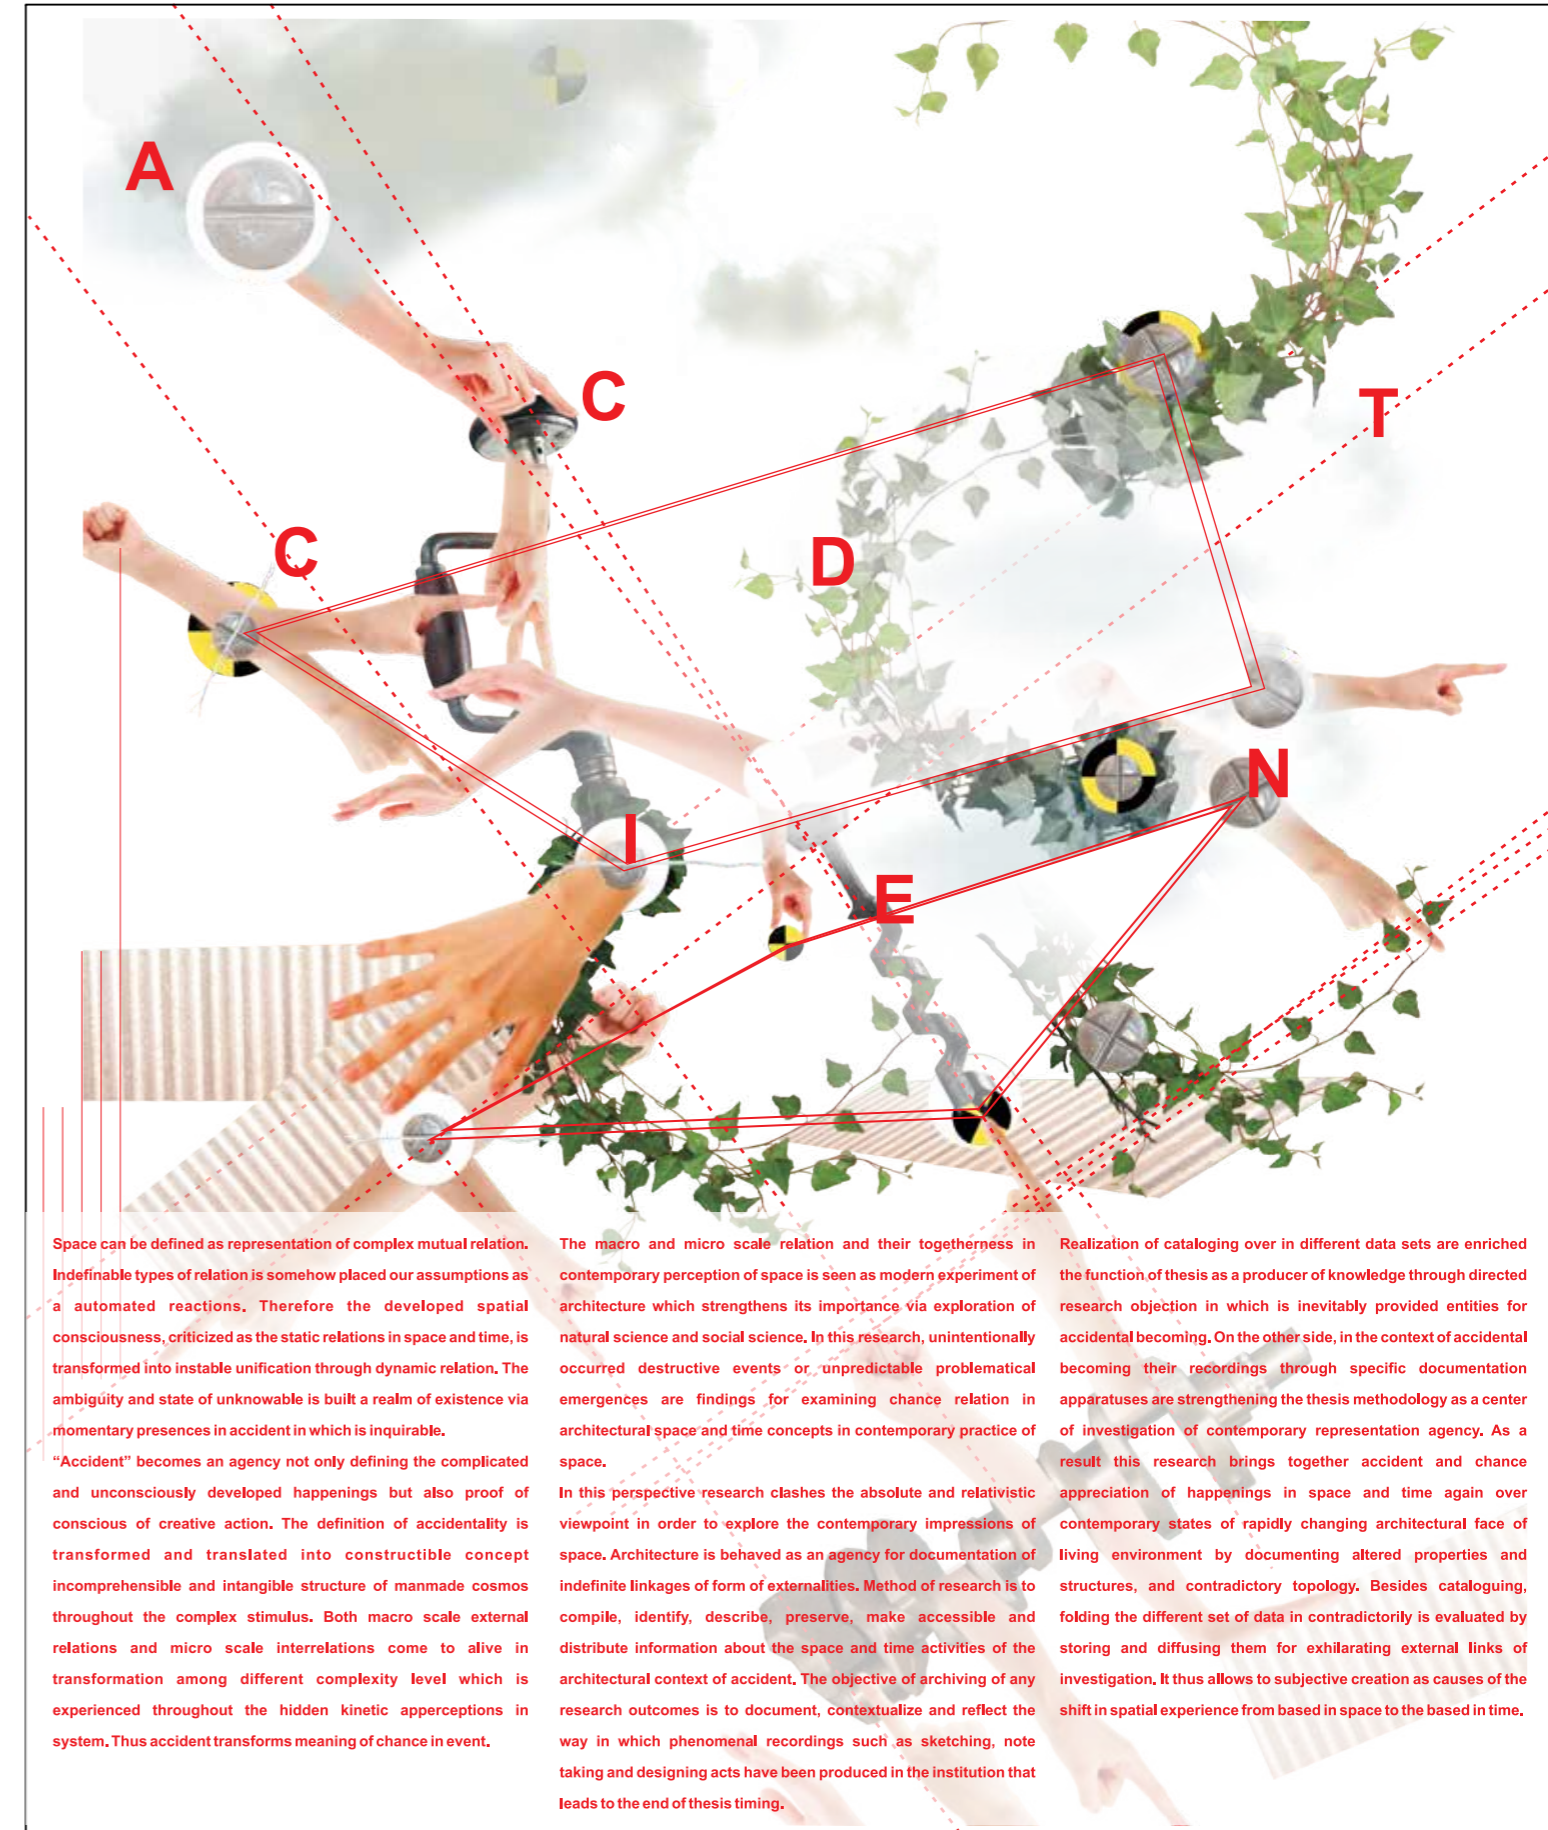 A
C
C
I
D
E
N
T
Space can be defined as representation of complex mutual relation.
Indefinable types of relation is somehow placed our assumptions as
a automated reactions. Therefore the developed spatial
consciousness, criticized as the static relations in space and time, is
transformed into instable unification through dynamic relation. The
ambiguity and state of unknowable is built a realm of existence via
momentary presences in accident in which is inquirable.
“Accident” becomes an agency not only defining the complicated
and unconsciously developed happenings but also proof of
conscious of creative action. The definition of accidentality is
transformed and translated into constructible concept
incomprehensible and intangible structure of manmade cosmos
throughout the complex stimulus. Both macro scale external
relations and micro scale interrelations come to alive in
transformation among different complexity level which is
experienced throughout the hidden kinetic apperceptions in
system. Thus accident transforms meaning of chance in event.
The macro and micro scale relation and their togetherness in
contemporary perception of space is seen as modern experiment of
architecture which strengthens its importance via exploration of
natural science and social science. In this research, unintentionally
occurred destructive events or unpredictable problematical
emergences are findings for examining chance relation in
architectural space and time concepts in contemporary practice of
space.
In this perspective research clashes the absolute and relativistic
viewpoint in order to explore the contemporary impressions of
space. Architecture is behaved as an agency for documentation of
indefinite linkages of form of externalities. Method of research is to
compile, identify, describe, preserve, make accessible and
distribute information about the space and time activities of the
architectural context of accident. The objective of archiving of any
research outcomes is to document, contextualize and reflect the
way in which phenomenal recordings such as sketching, note
taking and designing acts have been produced in the institution that
leads to the end of thesis timing.
Realization of cataloging over in different data sets are enriched
the function of thesis as a producer of knowledge through directed
research objection in which is inevitably provided entities for
accidental becoming. On the other side, in the context of accidental
becoming their recordings through specific documentation
apparatuses are strengthening the thesis methodology as a center
of investigation of contemporary representation agency. As a
result this research brings together accident and chance
appreciation of happenings in space and time again over
contemporary states of rapidly changing architectural face of
living environment by documenting altered properties and
structures, and contradictory topology. Besides cataloguing,
folding the different set of data in contradictorily is evaluated by
storing and diffusing them for exhilarating external links of
investigation. It thus allows to subjective creation as causes of the
shift in spatial experience from based in space to the based in time.